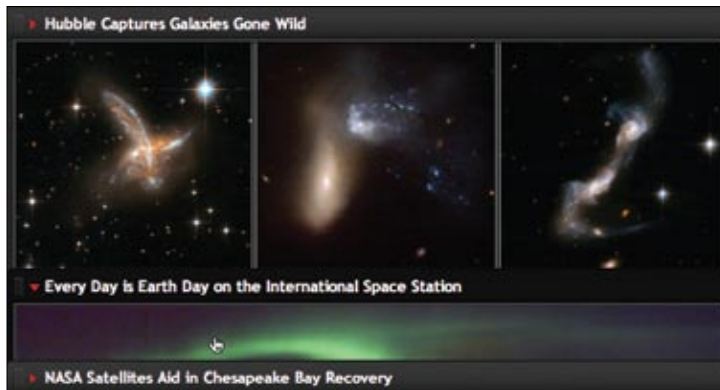 Hubble Captures Galaxies Gone Wild
Every Day is Earth Day on the International Space Station
NASA Satellites Aid in Chesapeake Bay Recovery